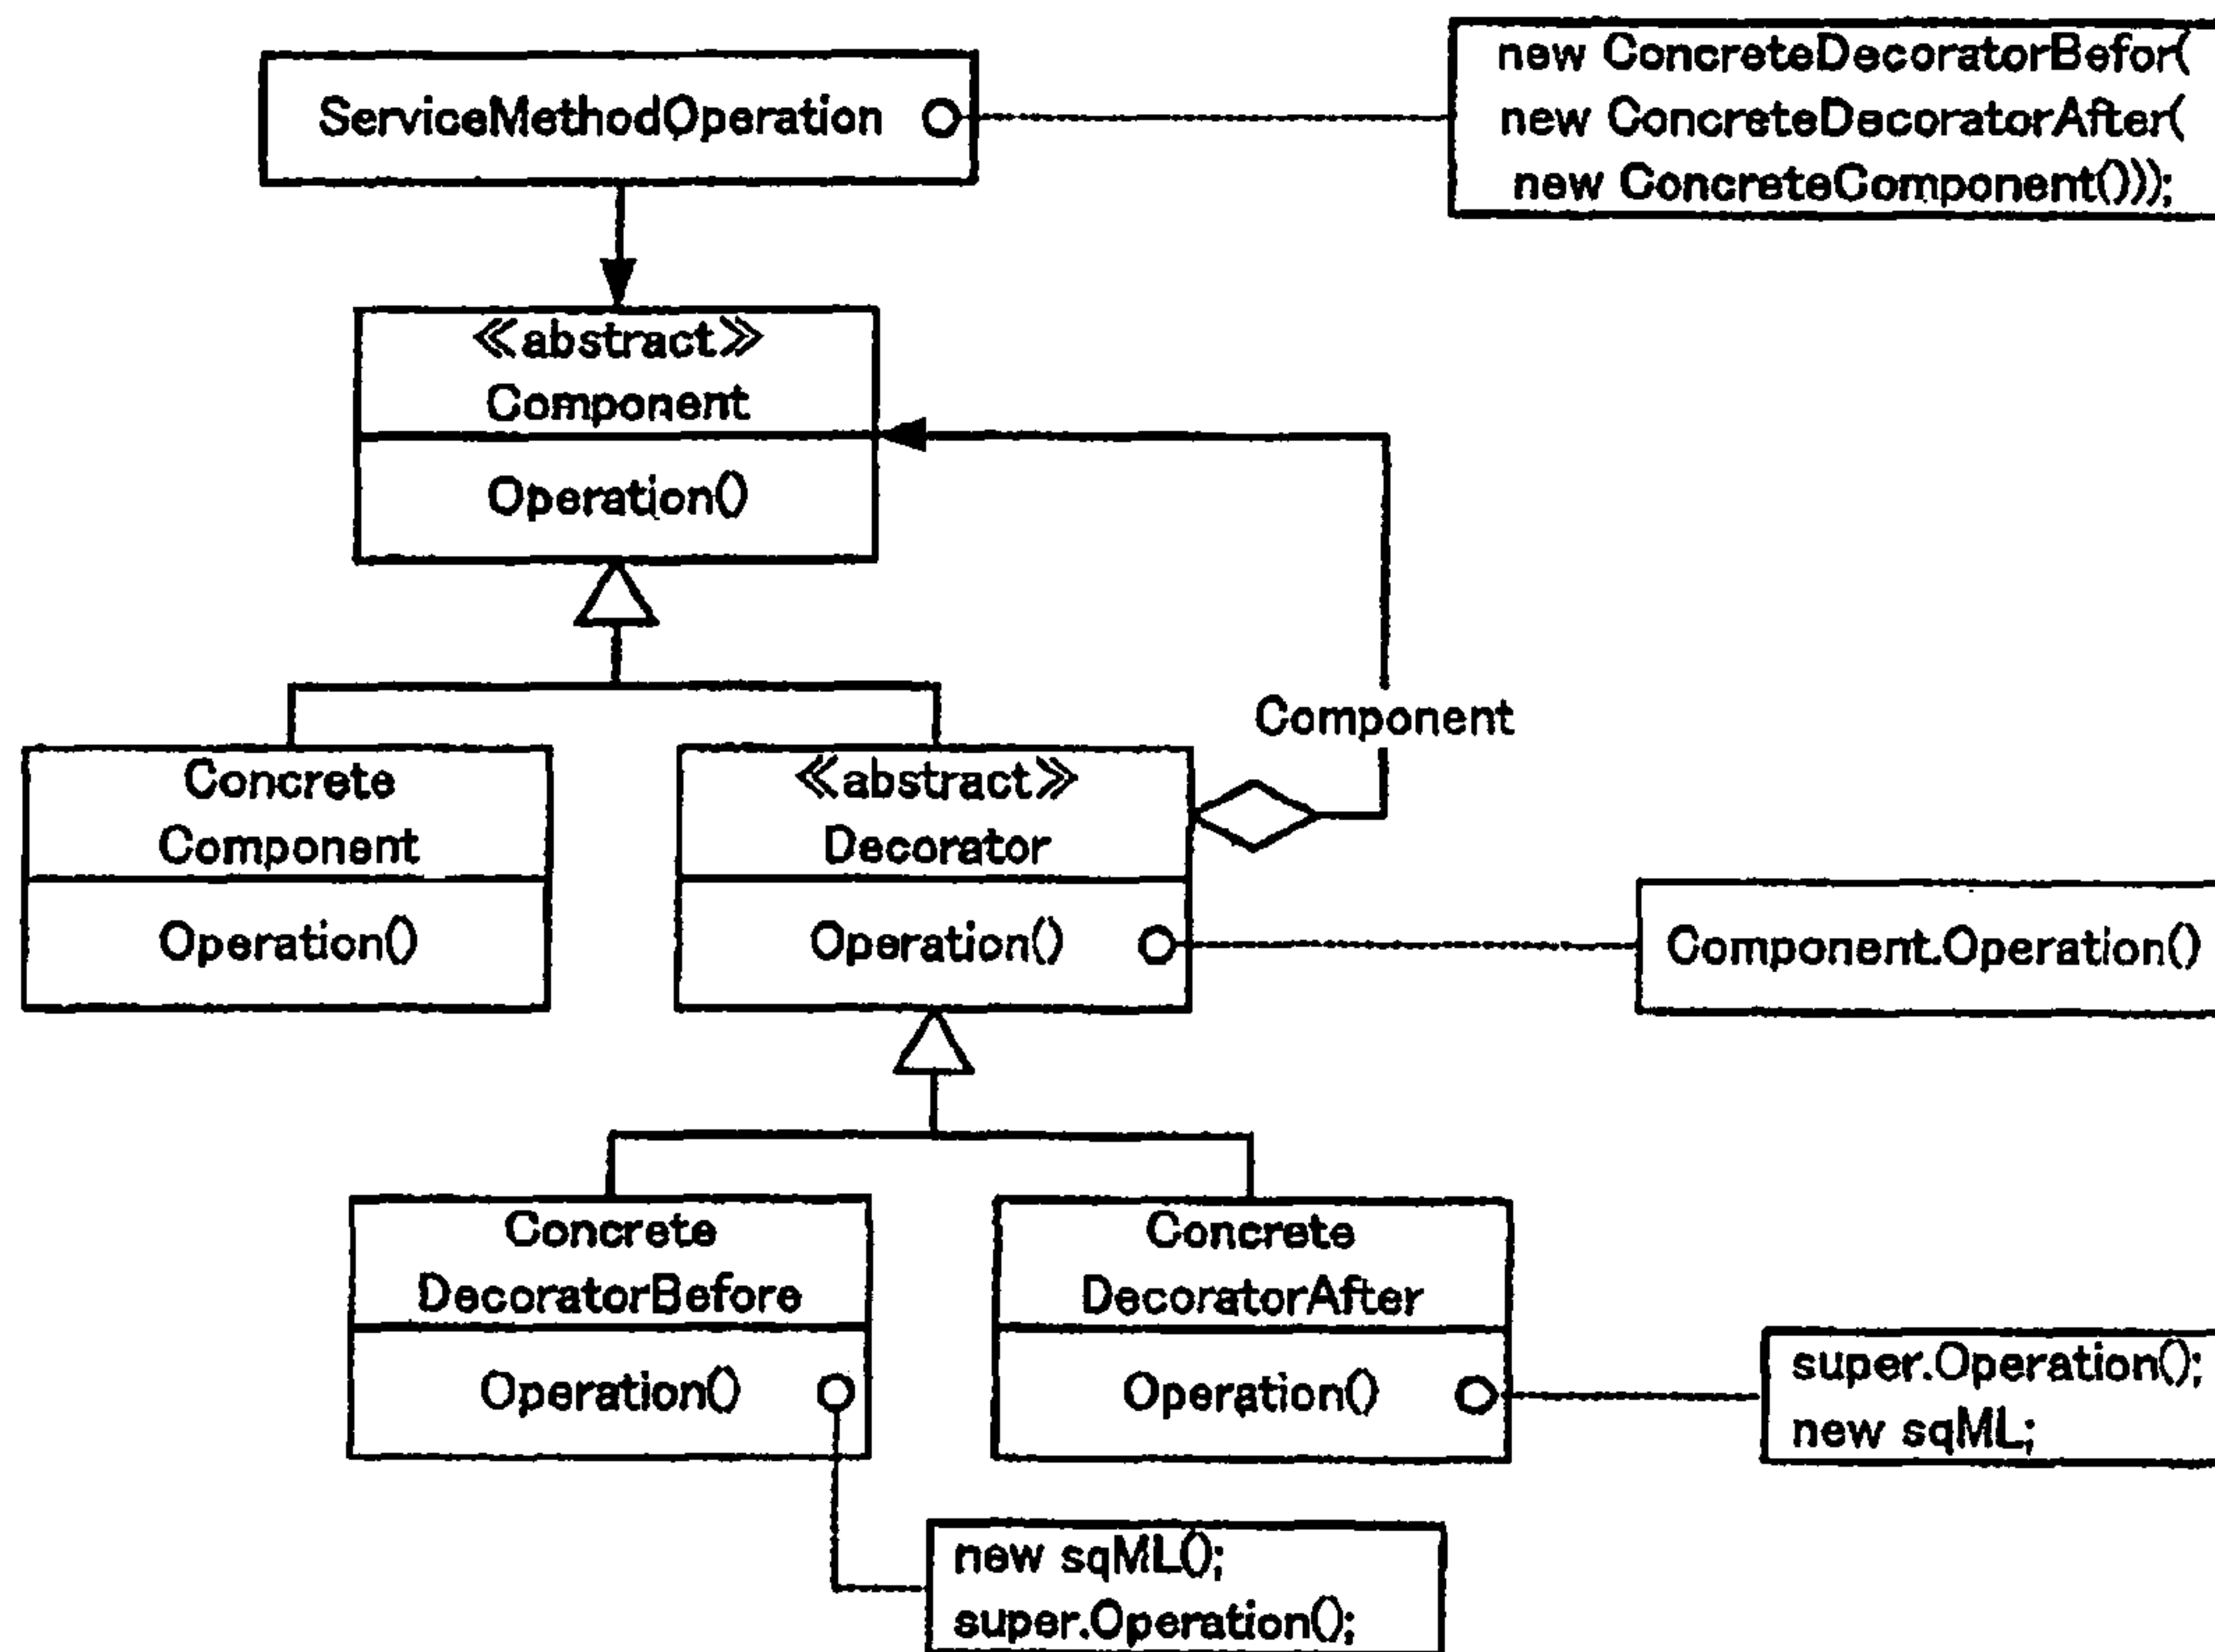 ServiceMethodOperation
new ConcreteDecoratorBefor(
new ConcreteDecoratorAfter(
new ConcreteComponent()));
≪abstract≫
Component
Operation()
Component
Concrete
Component
Operation()
≪abstract≫
Decorator
Operation()
Component.Operation()
Concrete
DecoratorBefore
Operation()
Concrete
DecoratorAfter
Operation()
super.Operation();
new sqML;
new sqML();
super.Operation();